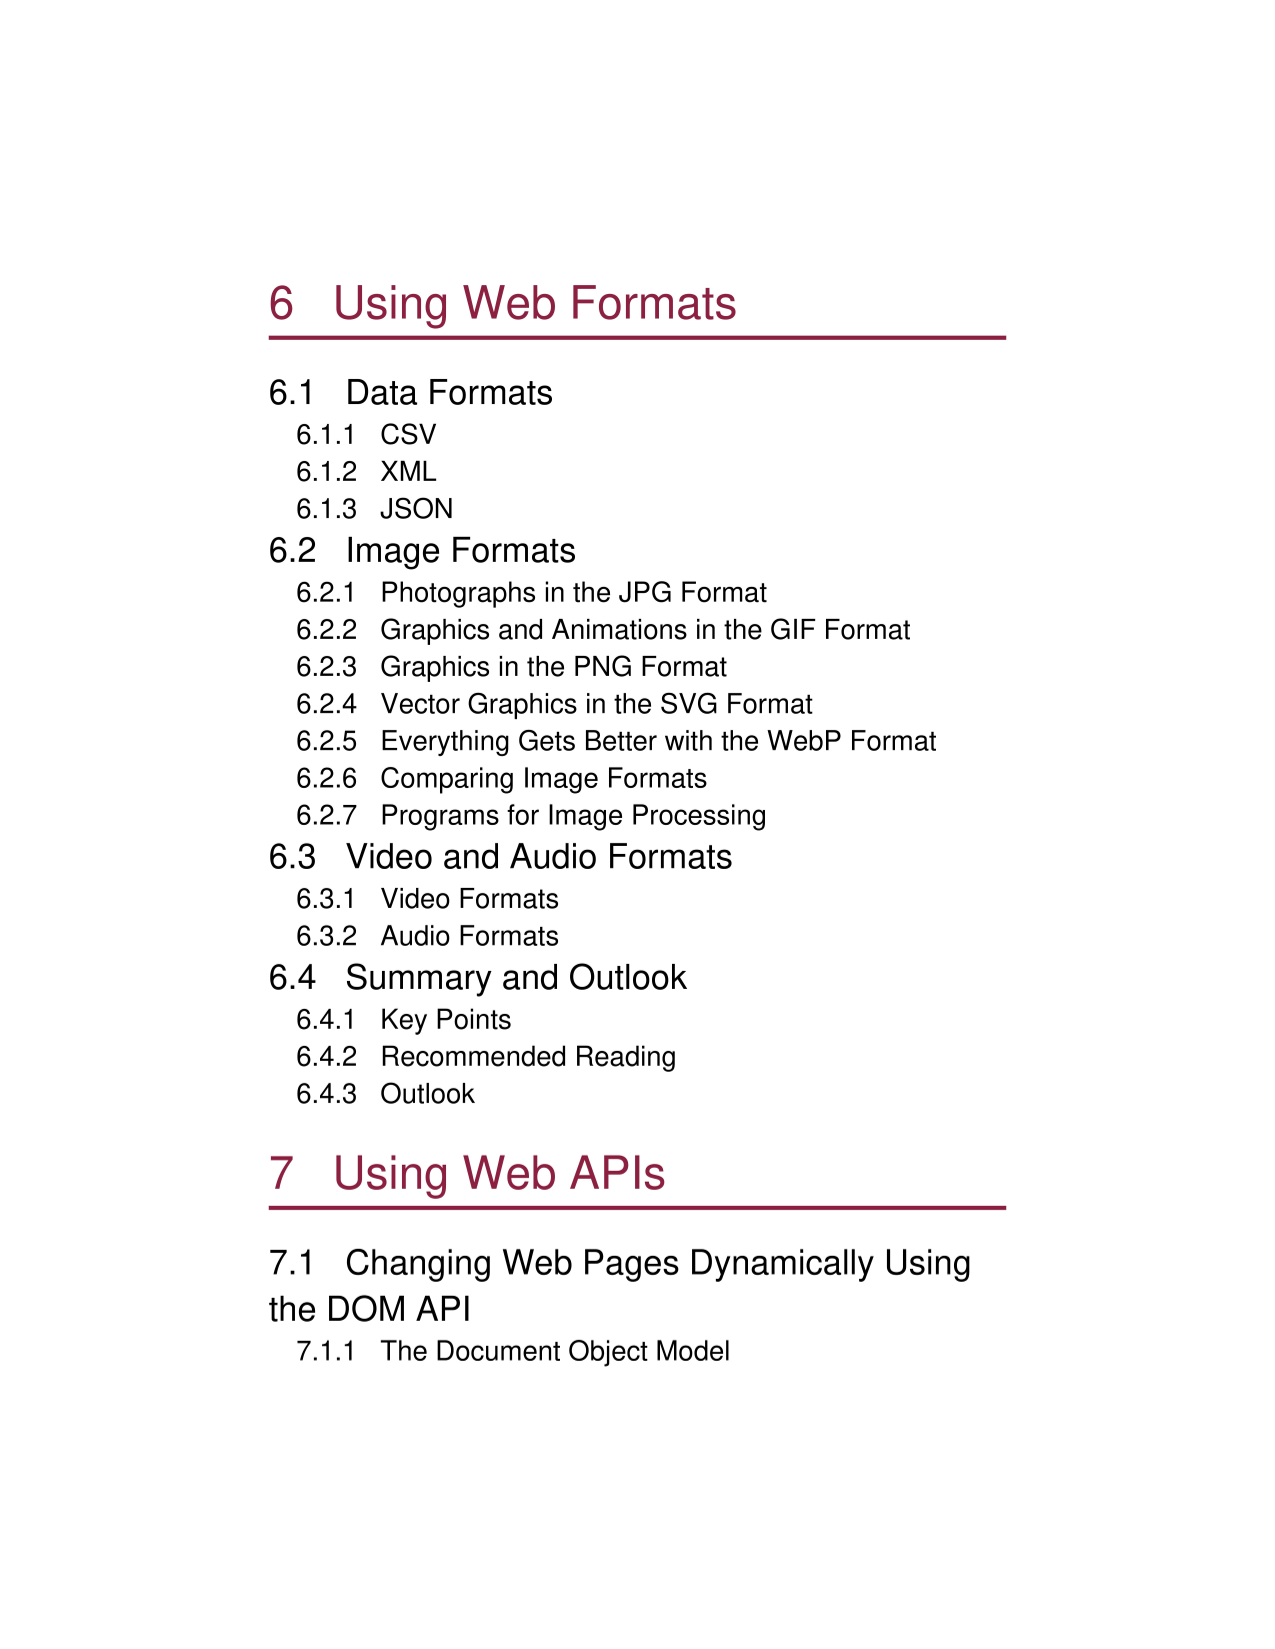 6 Using Web Formats
6.1 Data Formats
6.1.1 CSV
6.1.2 XML
6.1.3 JSON
6.2 Image Formats
6.2.1 Photographs in the JPG Format
6.2.2 Graphics and Animations in the GIF Format
6.2.3 Graphics in the PNG Format
6.2.4 Vector Graphics in the SVG Format
6.2.5 Everything Gets Better with the WebP Format
6.2.6 Comparing Image Formats
6.2.7 Programs for Image Processing
6.3 Video and Audio Formats
6.3.1 Video Formats
6.3.2 Audio Formats
6.4 Summary and Outlook
6.4.1 Key Points
6.4.2 Recommended Reading
6.4.3 Outlook
7 Using Web APIs
7.1 Changing Web Pages Dynamically Using
the DOM API
7.1.1 The Document Object Model